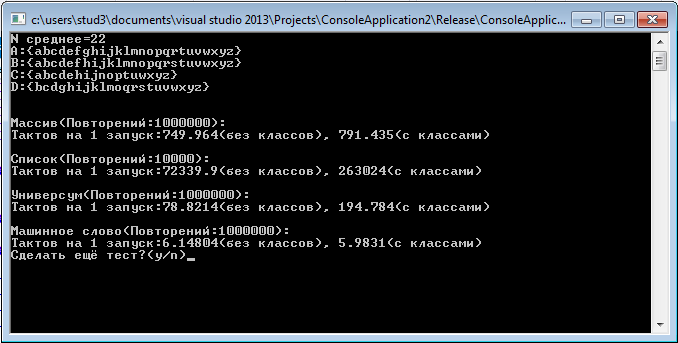 c:\users\stud3\documents\visual studio 2013\Projects\ConsoleApplication2\Release\ConsoleApplic...
N среднее=22
A:{abcdefghijklmnopqrtuvwxyz}
B:{abcdefhijklmnopqrstuvwxyz}
C:{abcdehijnoptuwxyz}
D:{bcdghijklmoqrstuvwyz}
Массив(Повторений:1000000):
Тактов на 1 запуск:749.964(без классов), 791.435(с классами)
Список(Повторений:10000):
Тактов на 1 запуск:72339.9(без классов), 263024(с классами)
Универсум(Повторений:1000000):
Тактов на 1 запуск:78.8214(без классов), 194.784(с классами)
Машинное слово(Повторений:1000000):
Тактов на 1 запуск:6.14804(без классов), 5.9831(с классами)
Сделать ещё тест?(y/n)_